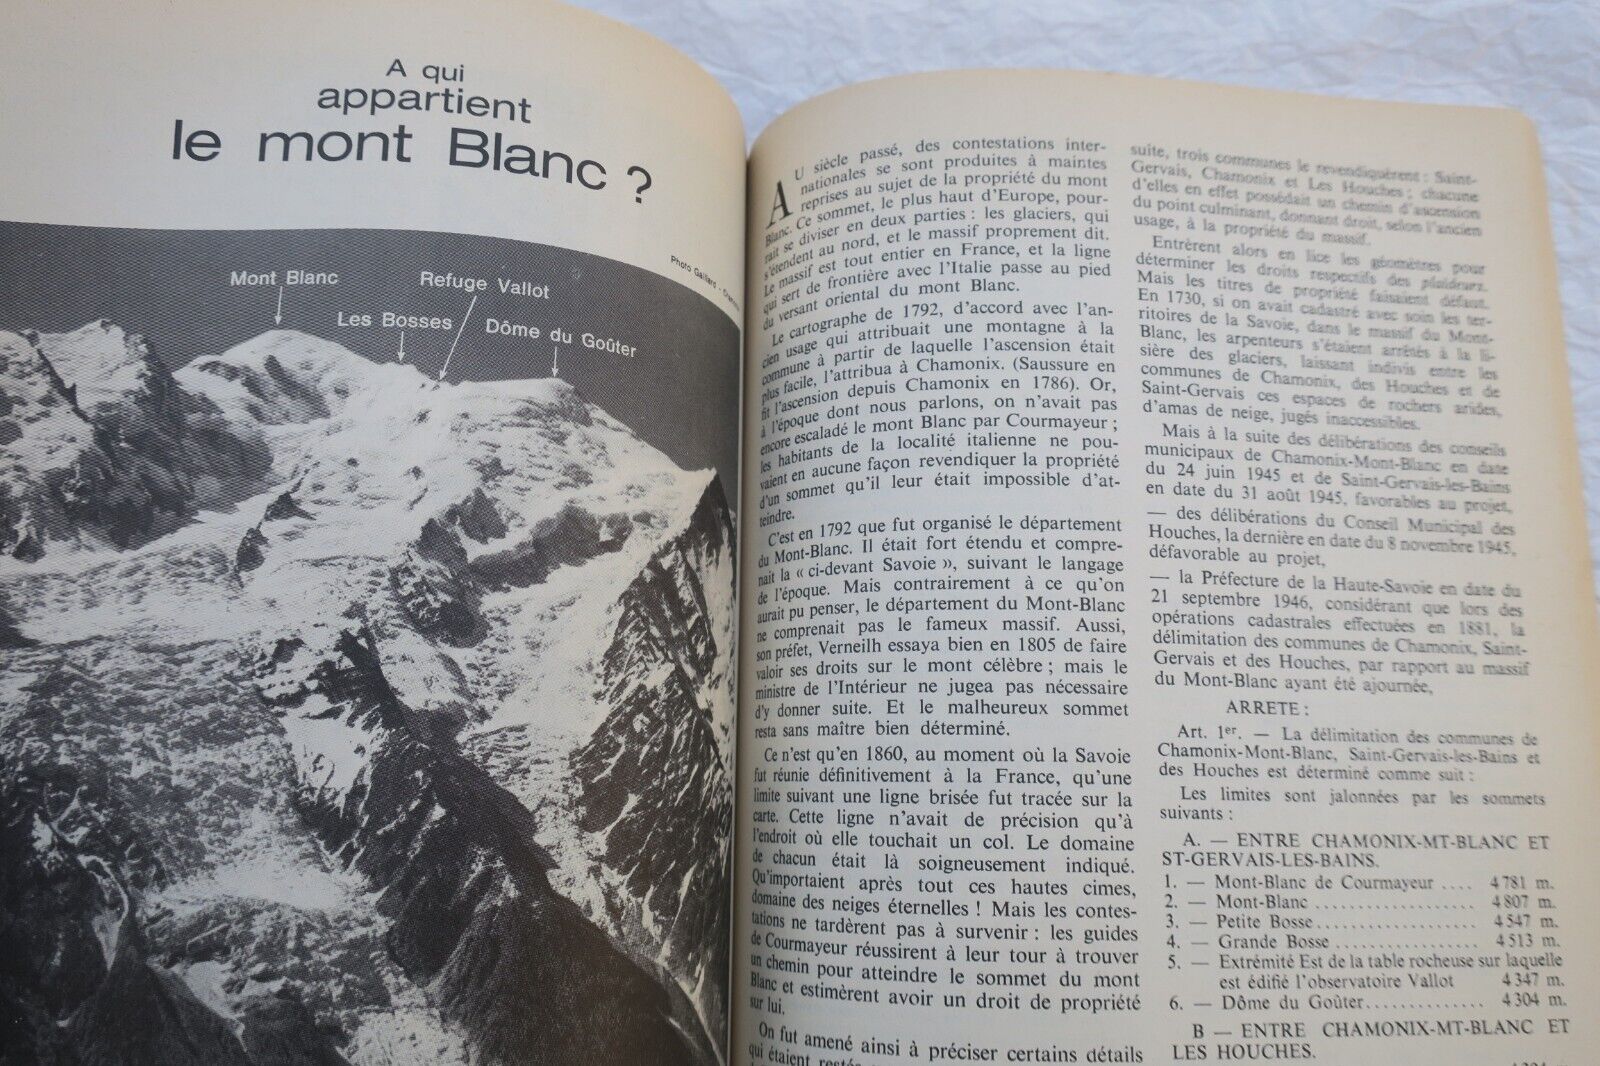 A qui
appartient
le mont Blanc ?
Photo Gaillard -
Mont Blanc
Refuge Vallot
Les Bosses
Dôme du Goûter
AU siècle passé, des contestations inter-
nationales se sont produites à maintes
reprises au sujet de la propriété du mont
Blanc. Ce sommet, le plus haut d'Europe, pour-
rait se diviser en deux parties : les glaciers, qui
s'étendent au nord, et le massif proprement dit.
Le massif est tout entier en France, et la ligne
qui sert de frontière avec l'Italie passe au pied
du versant oriental du mont Blanc.
Le cartographe de 1792, d'accord avec l'an-
cien usage qui attribuait une montagne à la
commune à partir de laquelle l'ascension était
plus facile, l'attribua à Chamonix. (Saussure en
fit l'ascension depuis Chamonix en 1786). Or,
à l'époque dont nous parlons, on n'avait pas
encore escaladé le mont Blanc par Courmayeur ;
les habitants de la localité italienne ne pou-
vaient en aucune façon revendiquer la propriété
d'un sommet qu'il leur était impossible d'at-
teindre.
C'est en 1792 que fut organisé le département
du Mont-Blanc. Il était fort étendu et compre-
nait la « ci-devant Savoie », suivant le langage
de l'époque. Mais contrairement à ce qu'on
aurait pu penser, le département du Mont-Blanc
ne comprenait pas le fameux massif. Aussi,
son préfet, Verneilh essaya bien en 1805 de faire
valoir ses droits sur le mont célèbre ; mais le
ministre de l'Intérieur ne jugea pas nécessaire
d'y donner suite. Et le malheureux sommet
resta sans maître bien déterminé.
Ce n'est qu'en 1860, au moment où la Savoie
fut réunie définitivement à la France, qu'une
limite suivant une ligne brisée fut tracée sur la
carte. Cette ligne n'avait de précision qu'à
l'endroit où elle touchait un col. Le domaine
de chacun était là soigneusement indiqué.
Qu'importaient après tout ces hautes cimes,
domaine des neiges éternelles ! Mais les contes-
tations ne tardèrent pas à survenir : les guides
de Courmayeur réussirent à leur tour à trouver
un chemin pour atteindre le sommet du mont
Blanc et estimèrent avoir un droit de propriété
sur lui.
On fut amené ainsi à préciser certains détails
qui étaient
suite, trois communes le revendiquèrent : Saint-
Gervais, Chamonix et Les Houches ; chacune
d'elles en effet possédait un chemin d'ascension
du point culminant, donnant droit, selon l'ancien
usage, à la propriété du massif.
Entrèrent alors en lice les géomètres pour
déterminer les droits respectifs des plaideurs.
Mais les titres de propriété faisaient défaut.
En 1730, si on avait cadastré avec soin les ter-
ritoires de la Savoie, dans le massif du Mont-
Blanc, les arpenteurs s'étaient arrêtés à la li-
sière des glaciers, laissant indivis entre les
communes de Chamonix, des Houches et de
Saint-Gervais ces espaces de rochers arides,
d'amas de neige, jugés inaccessibles.
Mais à la suite des délibérations des conseils
municipaux de Chamonix-Mont-Blanc en date
du 24 juin 1945 et de Saint-Gervais-les-Bains
en date du 31 août 1945, favorables au projet,
— des délibérations du Conseil Municipal des
Houches, la dernière en date du 8 novembre 1945,
défavorable au projet,
— la Préfecture de la Haute-Savoie en date du
21 septembre 1946, considérant que lors des
opérations cadastrales effectuées en 1881, la
délimitation des communes de Chamonix, Saint-
Gervais et des Houches, par rapport au massif
du Mont-Blanc ayant été ajournée,
ARRETE :
Art. 1er. — La délimitation des communes de
Chamonix-Mont-Blanc, Saint-Gervais-les-Bains et
des Houches est déterminé comme suit :
Les limites sont jalonnées par les sommets
suivants :
A. — ENTRE CHAMONIX-MT-BLANC ET
ST-GERVAIS-LES-BAINS.
1. — Mont-Blanc de Courmayeur .... 4 781 m.
2. — Mont-Blanc ................... 4 807 m.
3. — Petite Bosse ................... 4 547 m.
4. — Grande Bosse ................. 4 513 m.
5. — Extrémité Est de la table rocheuse sur laquelle
est édifié l'observatoire Vallot 4 347 m.
6. — Dôme du Goûter .............. 4 304 m.
B — ENTRE CHAMONIX-MT-BLANC ET
LES HOUCHES.